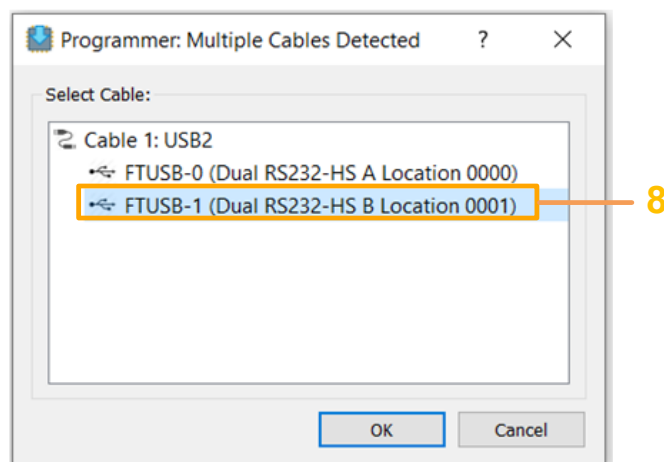 Programmer: Multiple Cables Detected ?
Select Cable:
Cable 1: USB2
FTUSB-0 (Dual RS232-HS A Location 0000)
FTUSB-1 (Dual RS232-HS B Location 0001)
8
OK Cancel